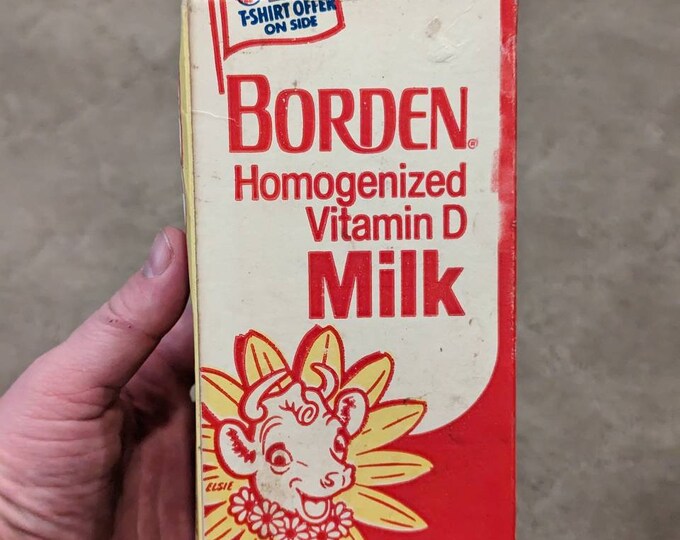 T-SHIRT OFFER
ON SIDE
BORDEN®
Homogenized
Vitamin D
Milk
ELSIE